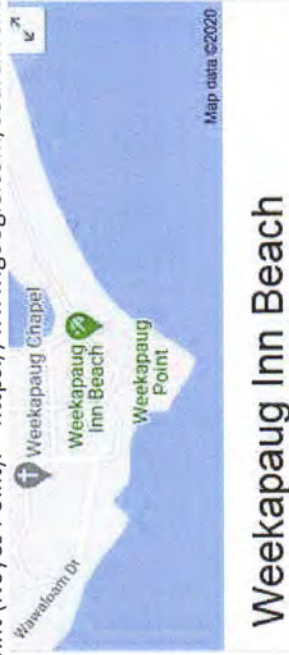 Weekapaug Chapel
Weekapaug
Inn Beach
Weekapaug
Point
Wawaloam Dr
Map data ©2020
Weekapaug Inn Beach